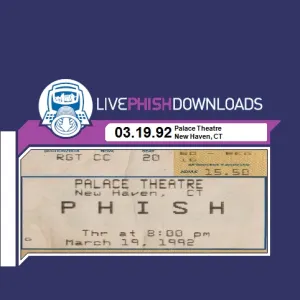 LIVEPHISHDOWNLOADS
03.19.92 Palace Theatre
New Haven, CT
RGT CC 20
15.50
PALACE THEATRE
New Haven, CT
PHISH
Thr at 8:00 pm
March 19, 1992